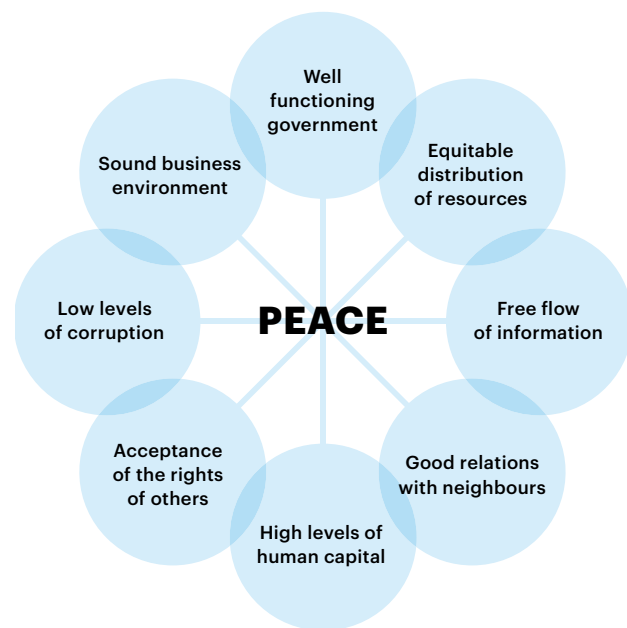 Well
functioning
government
Equitable
distribution
of resources
Free flow
of information
Good relations
with neighbours
High levels of
human capital
Acceptance
of the rights
of others
Low levels
of corruption
Sound business
environment
PEACE